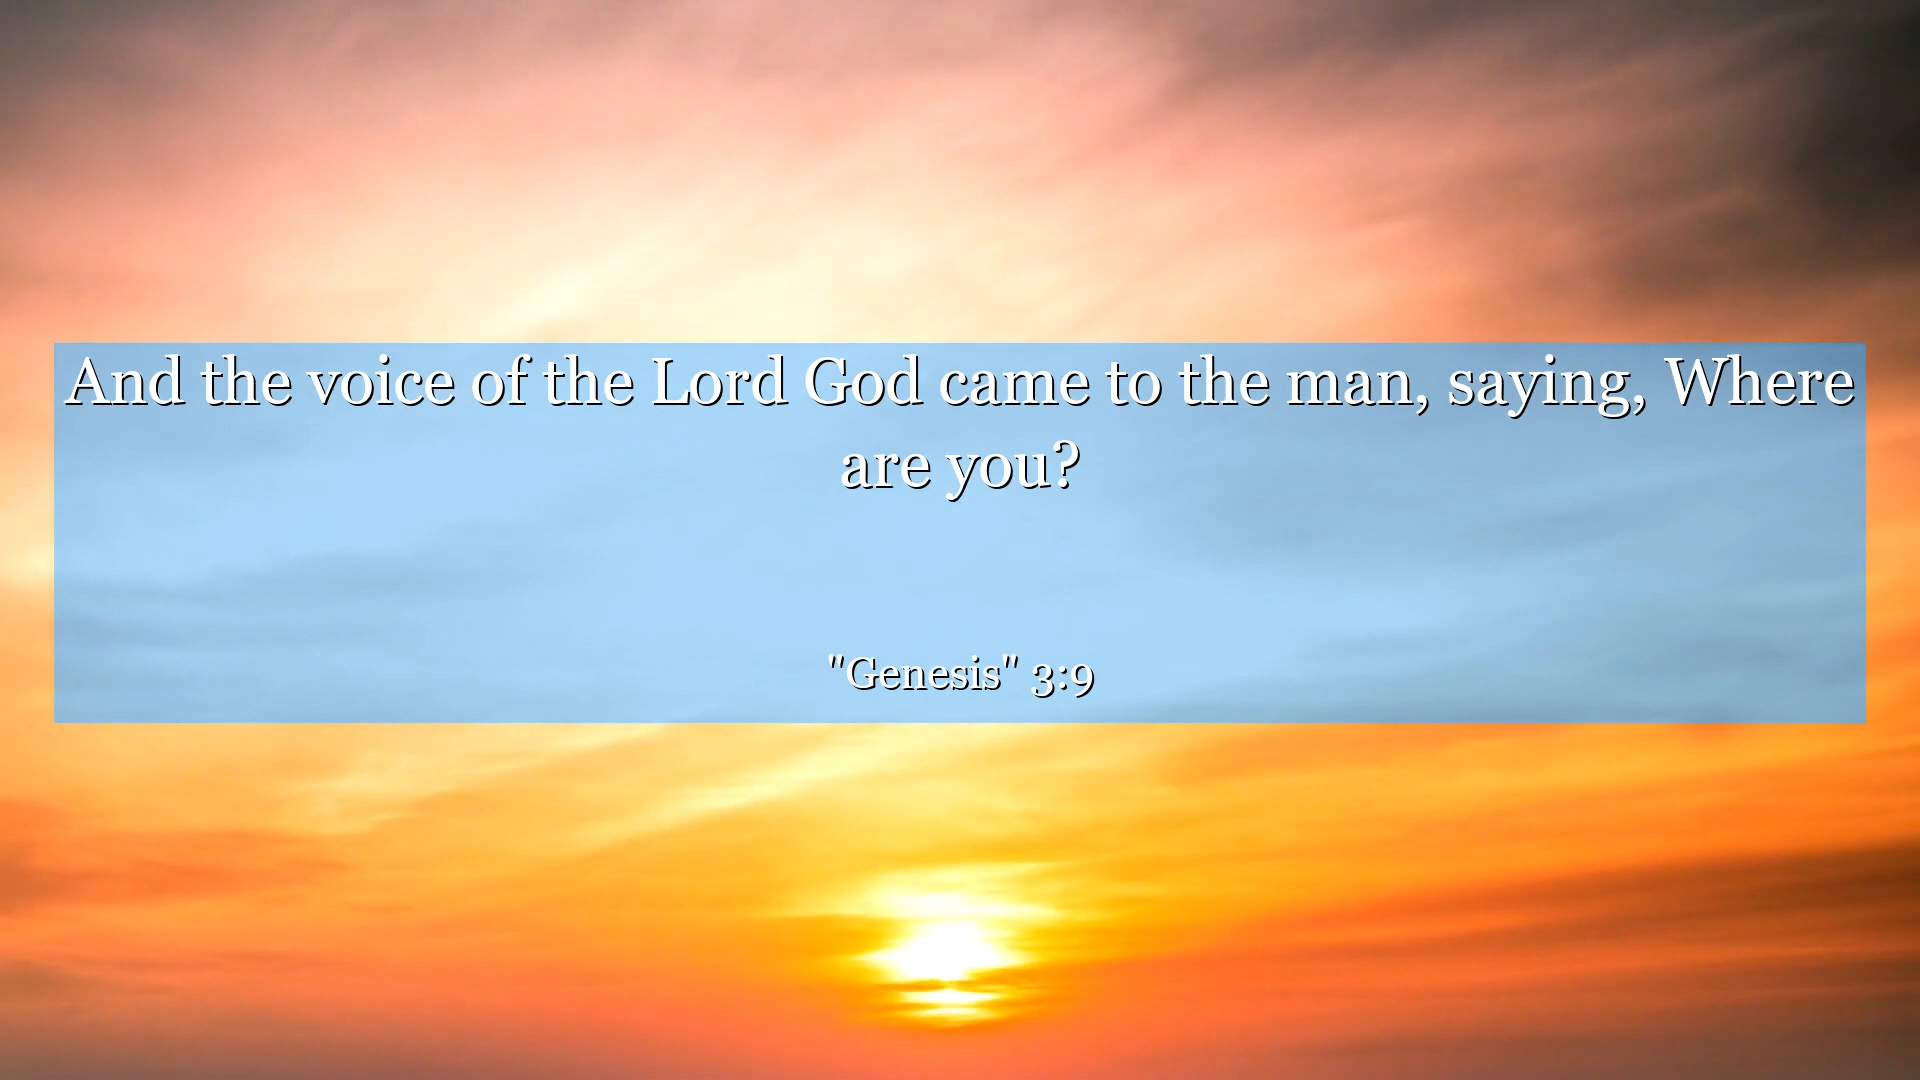 And the voice of the Lord God came to the man, saying, Where
are you?
"Genesis" 3:9